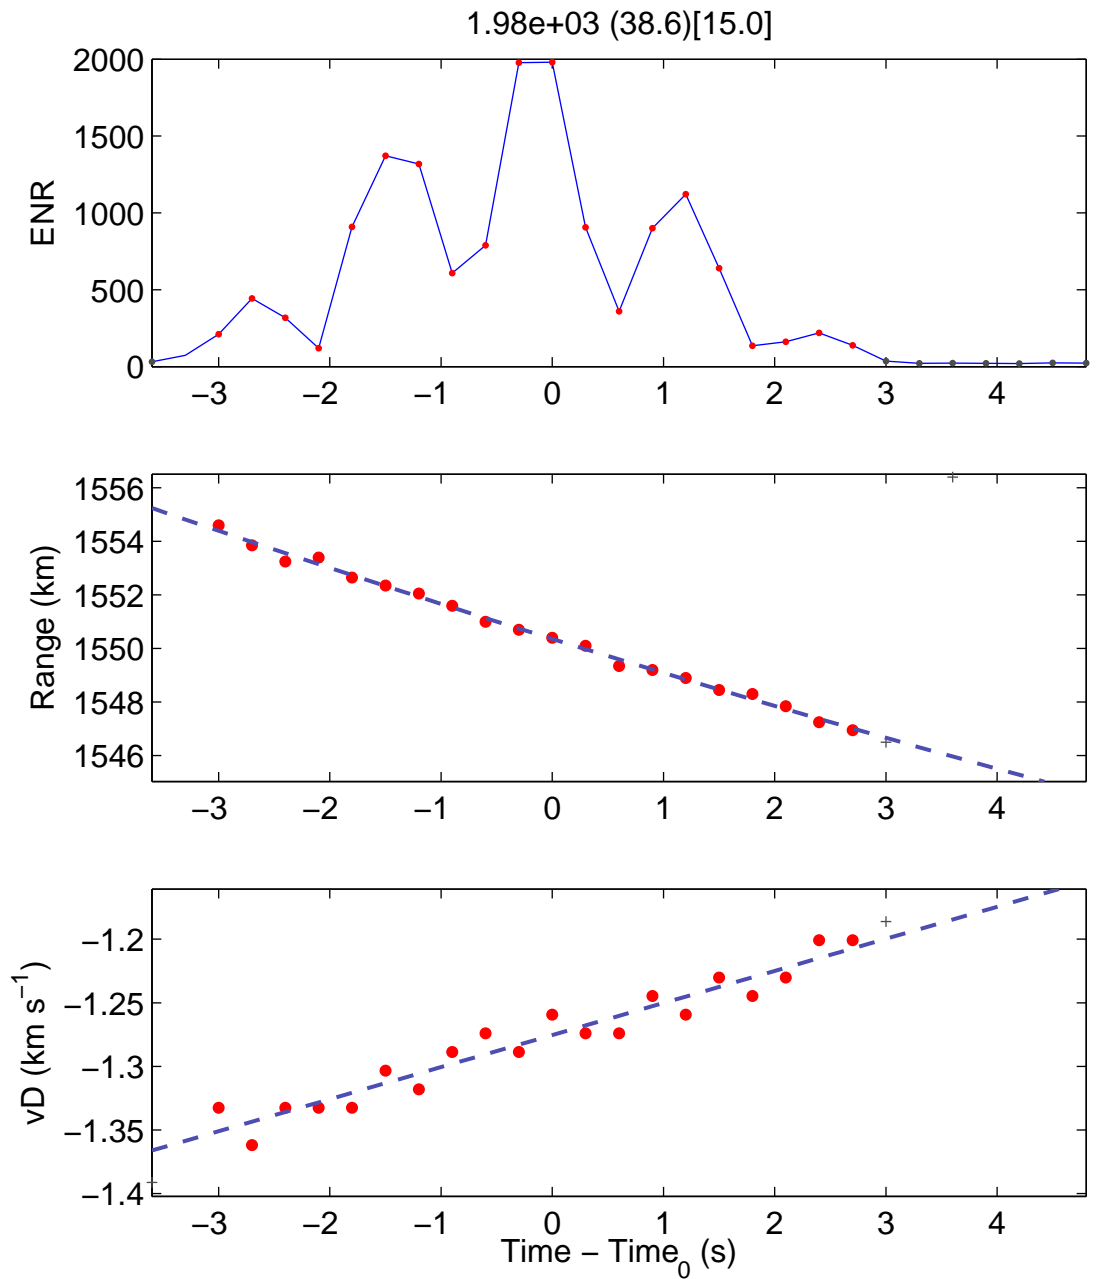 1.98e+03 (38.6)[15.0]
2000
1500
1000
500
0
ENR
−3 −2 −1 0 1 2 3 4
1556
1554
1552
1550
1548
1546
Range (km)
−3 −2 −1 0 1 2 3 4
−1.2
−1.25
−1.3
−1.35
−1.4
vD (km s⁻¹)
−3 −2 −1 0 1 2 3 4
Time − Time₀ (s)